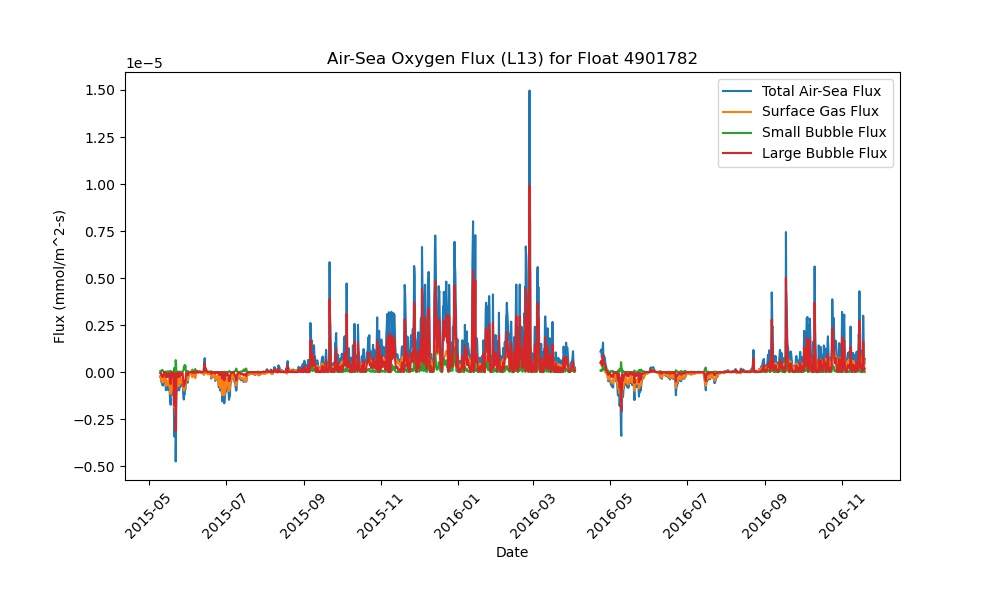 Air-Sea Oxygen Flux (L13) for Float 4901782
1e−5
1.50
1.25
1.00
0.75
0.50
0.25
0.00
−0.25
−0.50
Flux (mmol/m^2-s)
Total Air-Sea Flux
Surface Gas Flux
Small Bubble Flux
Large Bubble Flux
2015-05
2015-07
2015-09
2015-11
2016-01
2016-03
2016-05
2016-07
2016-09
2016-11
Date